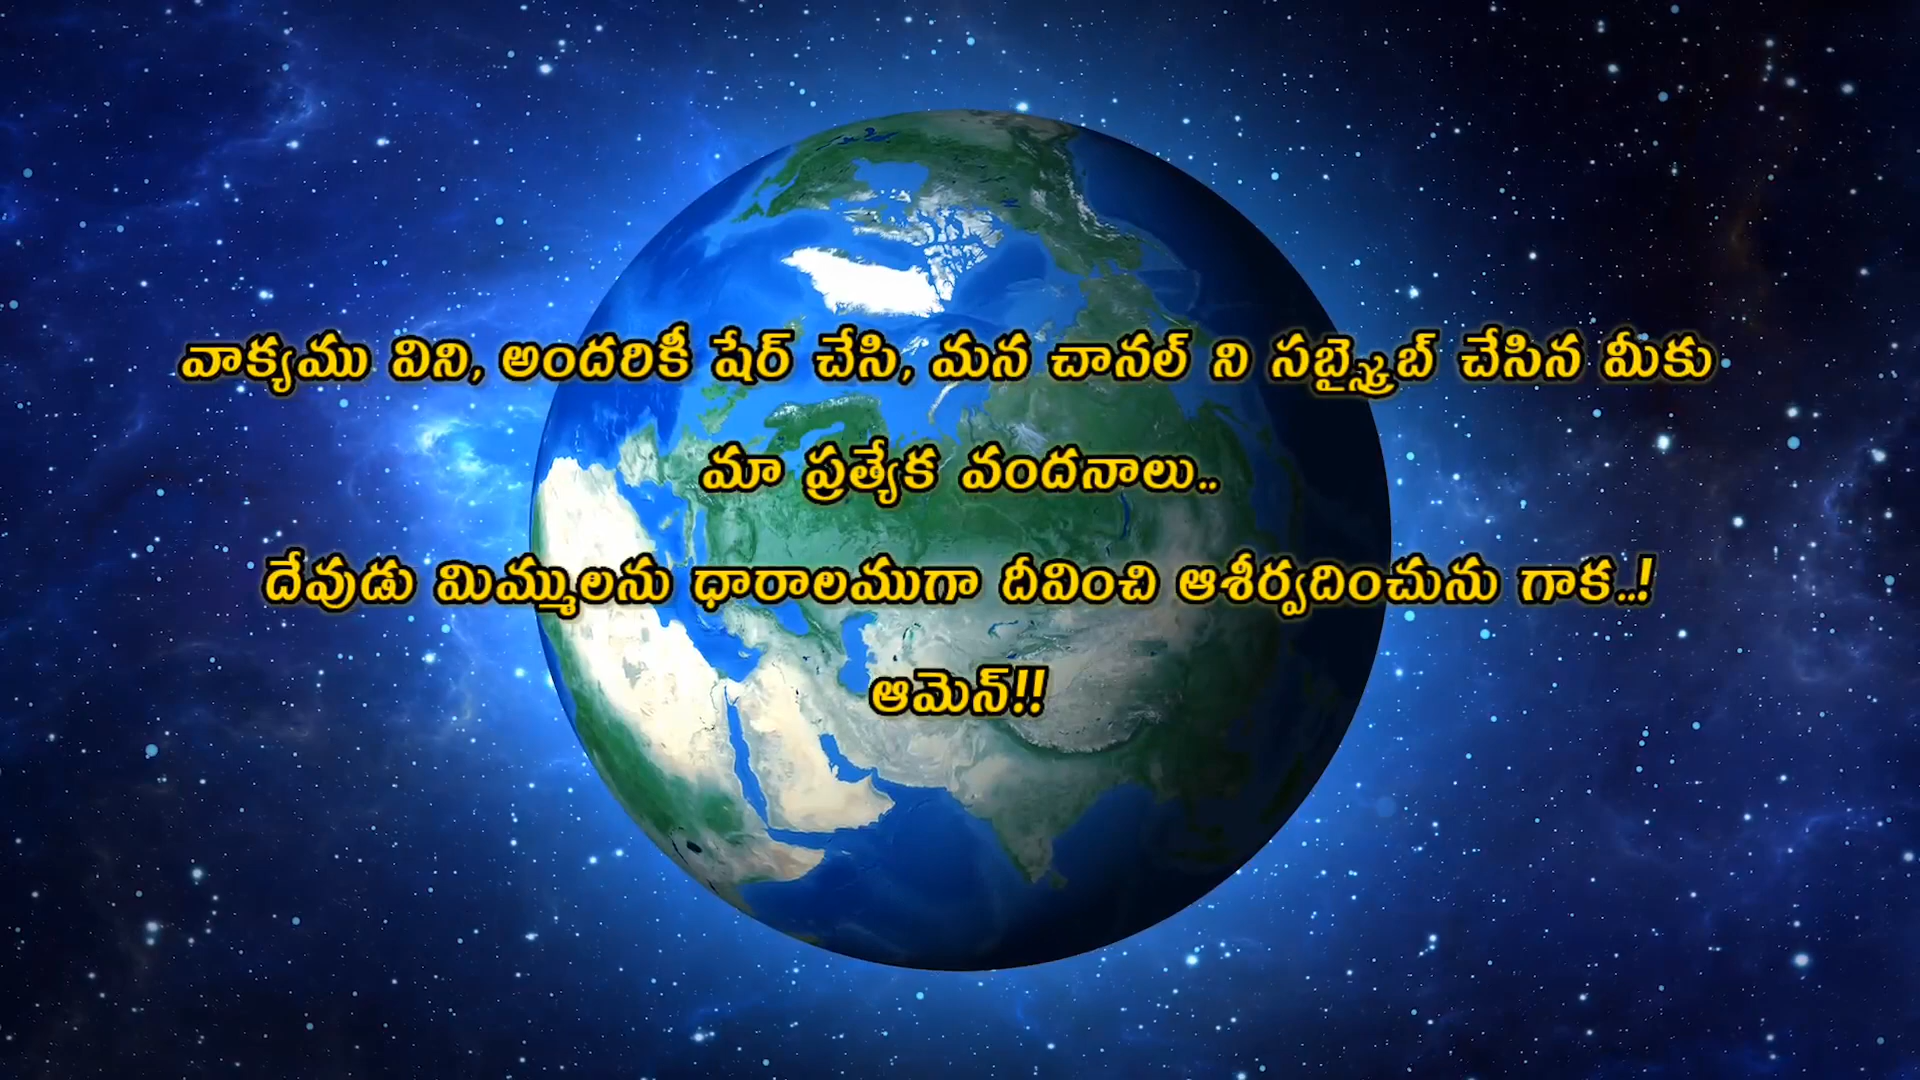 వాక్యము విని, అందరికీ షేర్ చేసి, మన చానల్ ని సబ్స్క్రైబ్ చేసిన మీకు
మా ప్రత్యేక వందనాలు..
దేవుడు మిమ్ములను ధారాలముగా దీవించి ఆశీర్వదించును గాక..!
ఆమెన్!!